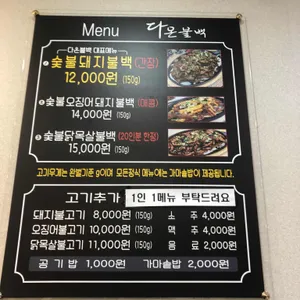 Menu 다온불백
다온불백 대표메뉴
숯불돼지불백 (간장)
12,000원 (150g)
숯불오징어돼지불백 (매콤)
14,000원 (150g)
숯불닭목살불백 (20인분 한정)
15,000원 (150g)
고기무게는 완벌기준 g이며 모든정식 메뉴에는 가마솥밥이 제공됩니다.
고기추가 1인 1메뉴 부탁드려요
돼지불고기 8,000원 (150g) 소 주 4,000원
오징어불고기 10,000원 (150g) 맥 주 4,000원
닭목살불고기 11,000원 (150g) 음 료 2,000원
공 기 밥 1,000원 가마솥밥 2,000원